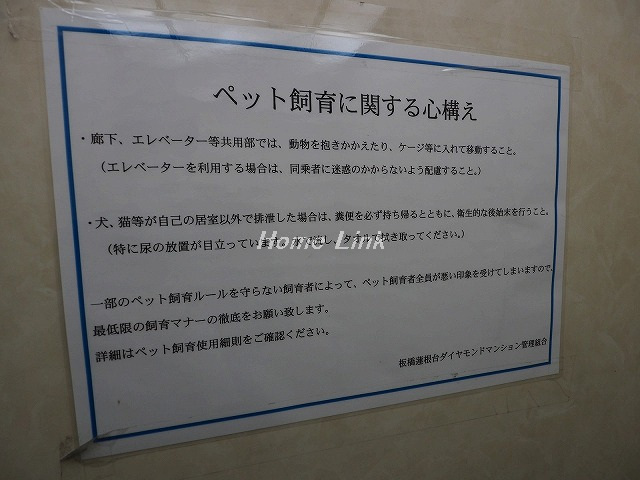 ペット飼育に関する心構え
・廊下、エレベーター等共用部では、動物を抱きかかえたり、ケージ等に入れて移動すること。
(エレベーターを利用する場合は、同乗者に迷惑のかからないよう配慮すること。)
・犬、猫等が自己の居室以外で排泄した場合は、糞便を必ず持ち帰るとともに、衛生的な後始末を行うこと。
(特に尿の放置が目立っています。水で流し、タオルで拭き取ってください。)
Home Link
一部のペット飼育ルールを守らない飼育者によって、ペット飼育者全員が悪い印象を受けてしまいますので、
最低限の飼育マナーの徹底をお願い致します。
詳細はペット飼育使用細則をご確認ください。
板橋蓮根台ダイヤモンドマンション管理組合